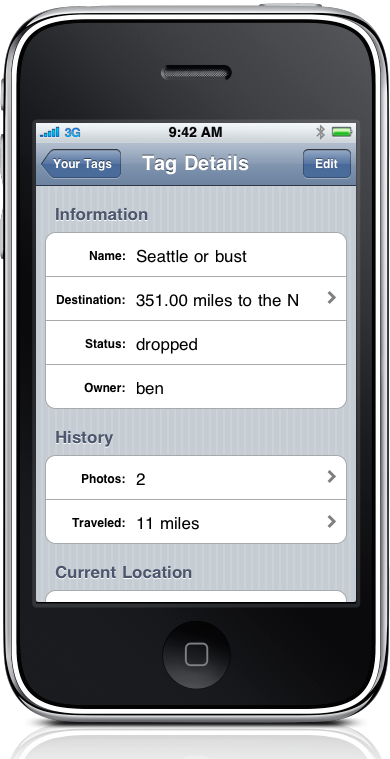 3G 9:42 AM
Your Tags Tag Details Edit
Information
Name: Seattle or bust
Destination: 351.00 miles to the N
Status: dropped
Owner: ben
History
Photos: 2
Traveled: 11 miles
Current Location